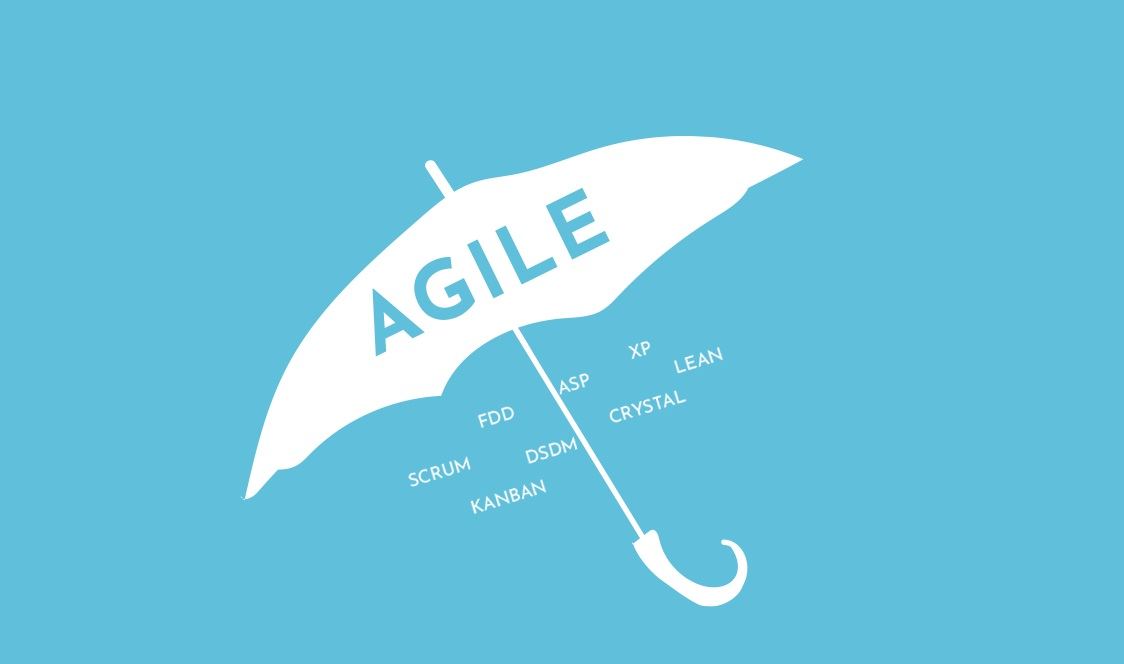 AGILE
XP
LEAN
ASP
CRYSTAL
FDD
DSDM
SCRUM
KANBAN